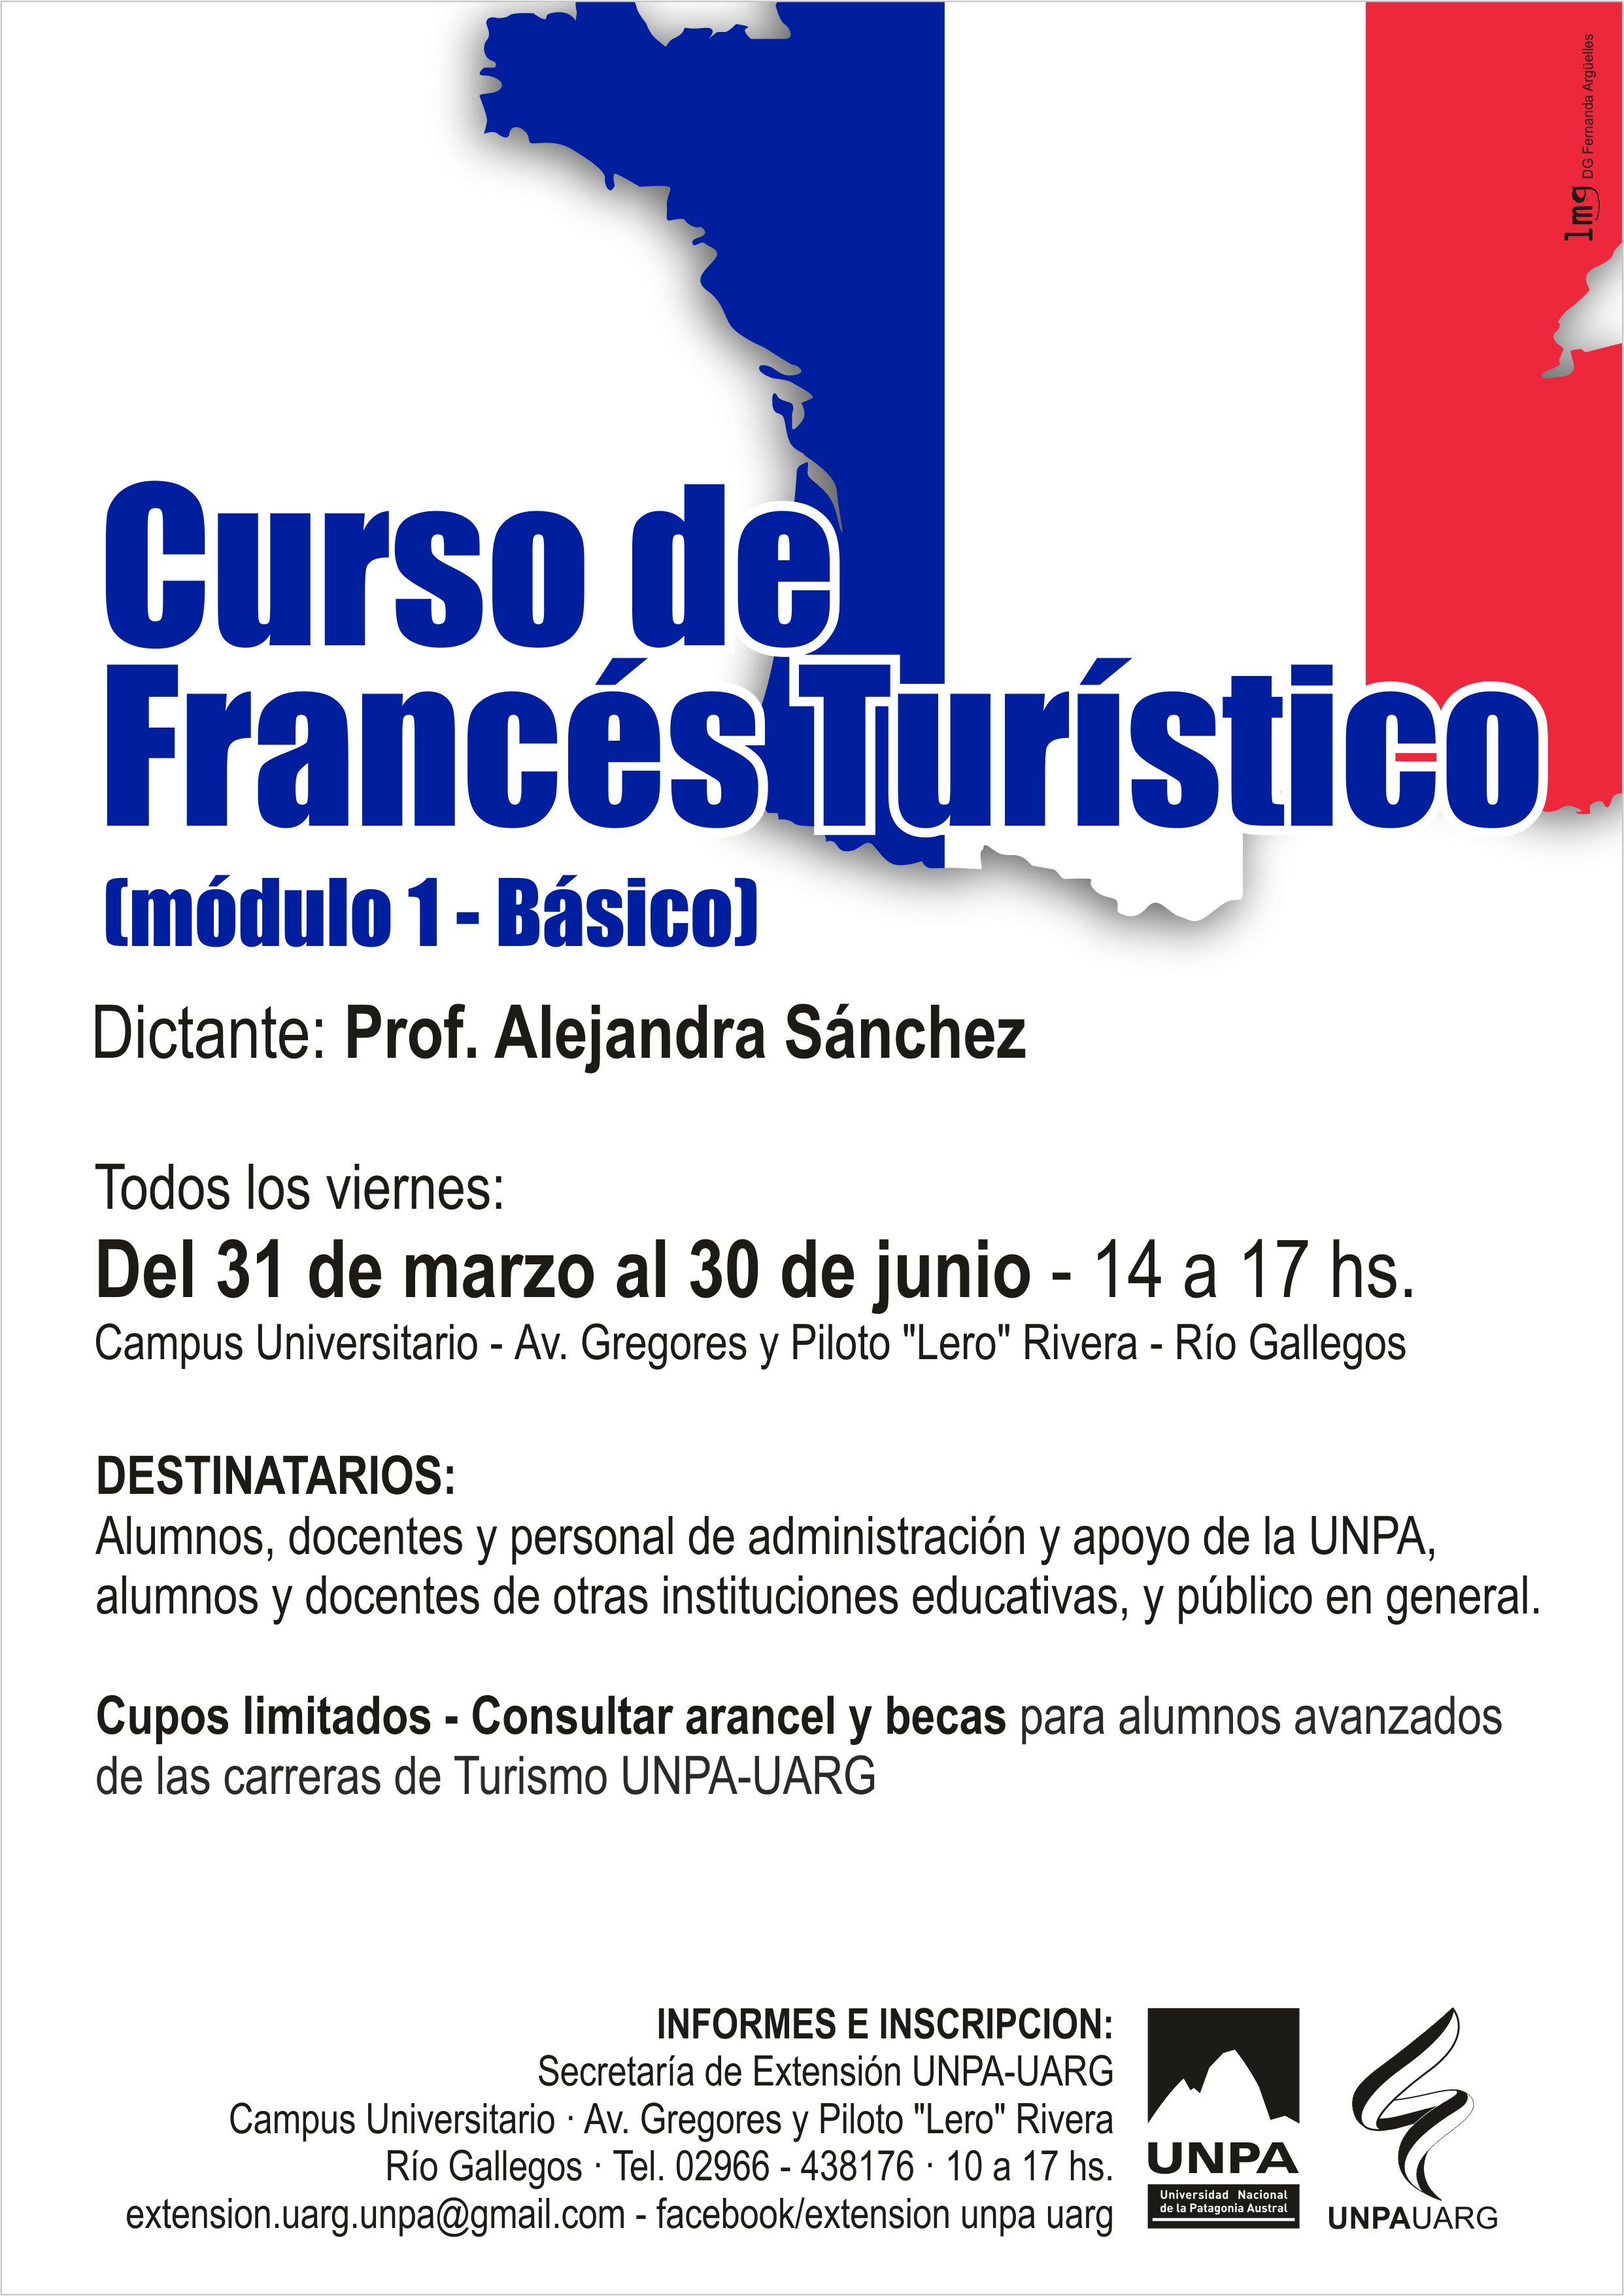 lmg DG Fernanda Argüelles
Curso de
Francés Turístico
(módulo 1 - Básico)
Dictante: Prof. Alejandra Sánchez
Todos los viernes:
Del 31 de marzo al 30 de junio - 14 a 17 hs.
Campus Universitario - Av. Gregores y Piloto "Lero" Rivera - Río Gallegos
DESTINATARIOS:
Alumnos, docentes y personal de administración y apoyo de la UNPA,
alumnos y docentes de otras instituciones educativas, y público en general.
Cupos limitados - Consultar arancel y becas para alumnos avanzados
de las carreras de Turismo UNPA-UARG
INFORMES E INSCRIPCION:
Secretaría de Extensión UNPA-UARG
Campus Universitario · Av. Gregores y Piloto "Lero" Rivera
Río Gallegos · Tel. 02966 - 438176 · 10 a 17 hs.
extension.uarg.unpa@gmail.com - facebook/extension unpa uarg
UNPA
Universidad Nacional
de la Patagonia Austral
UNPAUARG